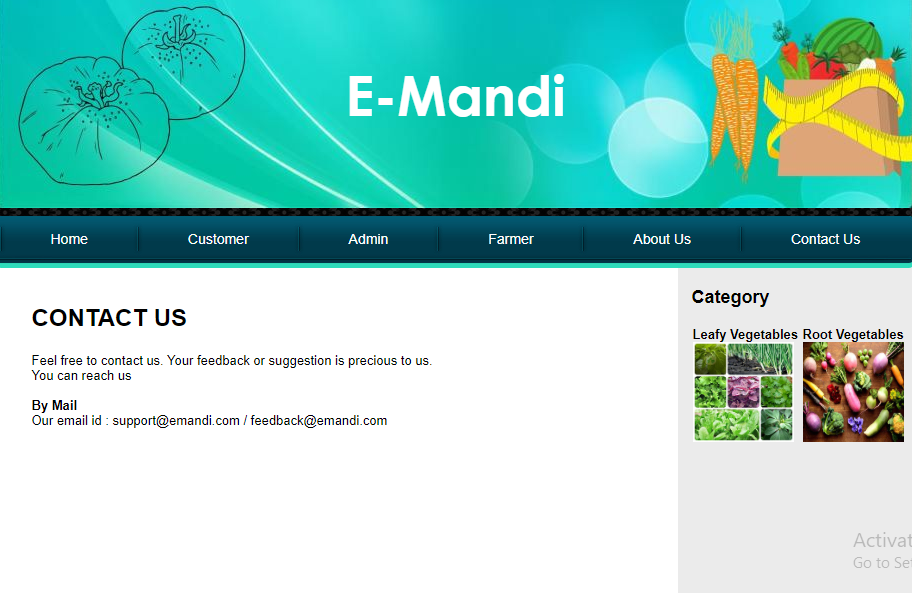 E-Mandi
Home Customer Admin Farmer About Us Contact Us
CONTACT US
Feel free to contact us. Your feedback or suggestion is precious to us.
You can reach us
By Mail
Our email id : support@emandi.com / feedback@emandi.com
Category
Leafy Vegetables Root Vegetables
Activat
Go to Set